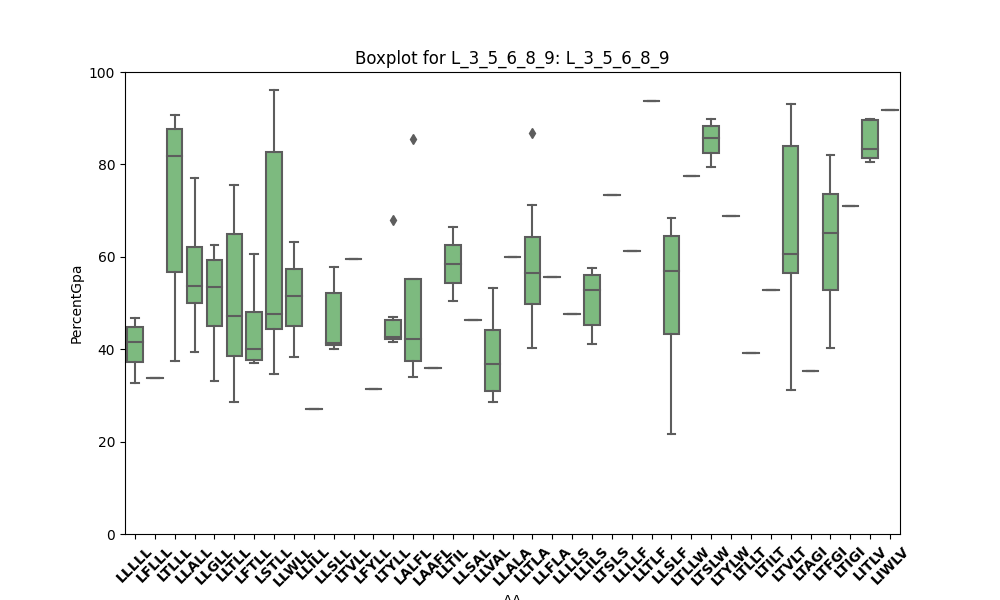 Boxplot for L_3_5_6_8_9: L_3_5_6_8_9
100
80
60
40
20
0
PercentGpa
LLLLL
LFLLL
LTLLL
LLALL
LLGLL
LLTLL
LFTLL
LSTLL
LLWLL
LLILL
LLSLL
LTVLL
LFYLL
LTYLL
LALFL
LAAFL
LLTIL
LLSAL
LLVAL
LLALA
LLTLA
LLFLA
LLLLS
LLILS
LTSLS
LLLLF
LLTLF
LLSLF
LTLLW
LTSLW
LTYLW
LTLLT
LTILT
LTVLT
LTAGI
LTFGI
LTIGI
LITLV
LIWLV